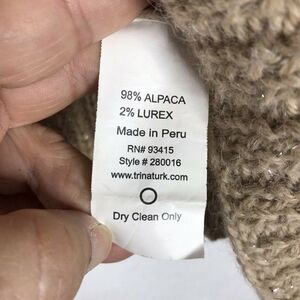 98% ALPACA
2% LUREX
Made in Peru
RN# 93415
Style # 280016
www.trinaturk.com
Dry Clean Only